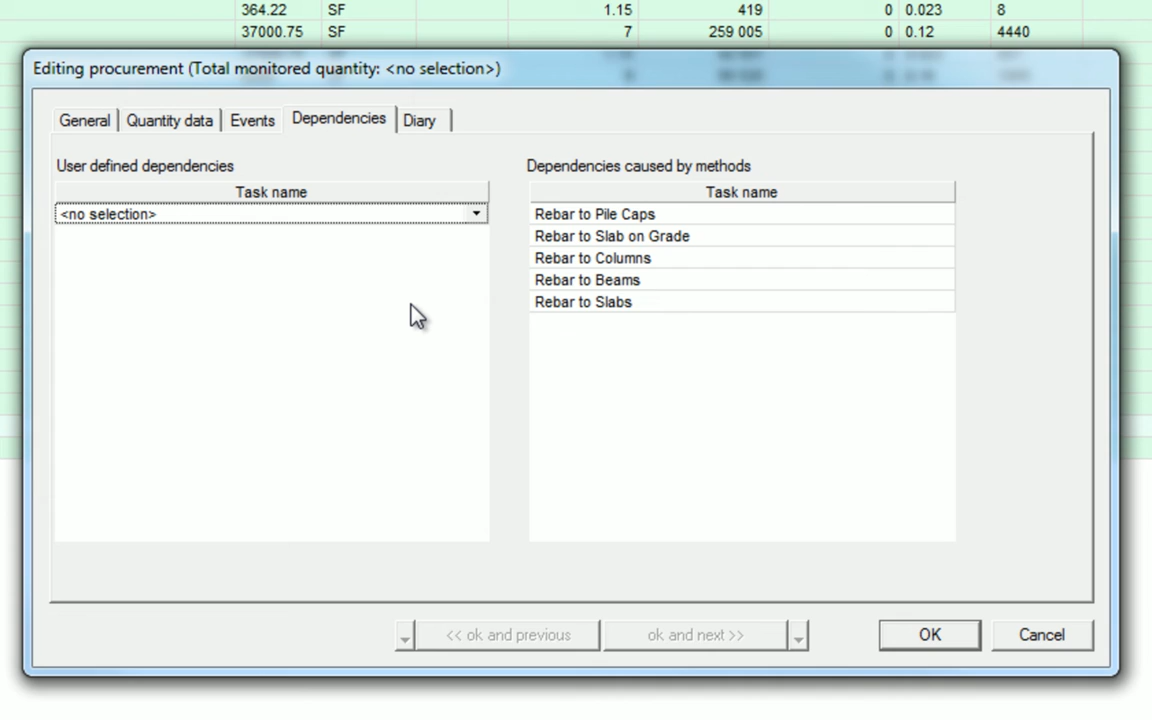 364.22 SF 1.15 419 0 0.023 8
37000.75 SF 7 259 005 0 0.12 4440
Editing procurement (Total monitored quantity: <no selection>)
General Quantity data Events Dependencies Diary
User defined dependencies Dependencies caused by methods
Task name Task name
<no selection> Rebar to Pile Caps
Rebar to Slab on Grade
Rebar to Columns
Rebar to Beams
Rebar to Slabs
<< ok and previous ok and next >> OK Cancel